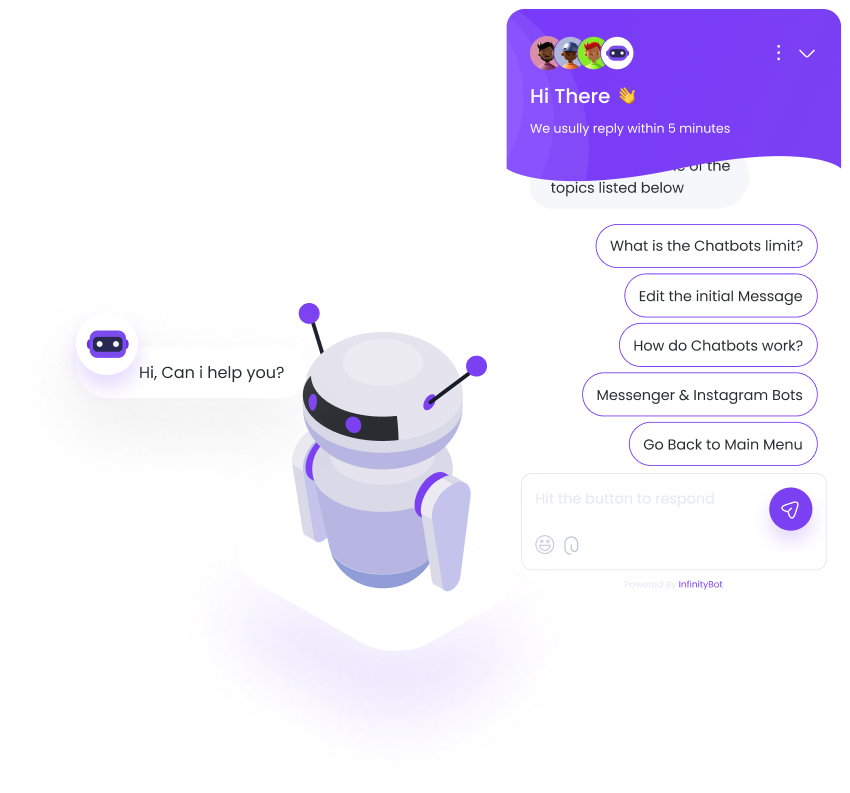 Hi There 👋
We usully reply within 5 minutes
of the
topics listed below
What is the Chatbots limit?
Edit the initial Message
How do Chatbots work?
Messenger & Instagram Bots
Go Back to Main Menu
Hi, Can i help you?
Hit the button to respond
Powered By InfinityBot